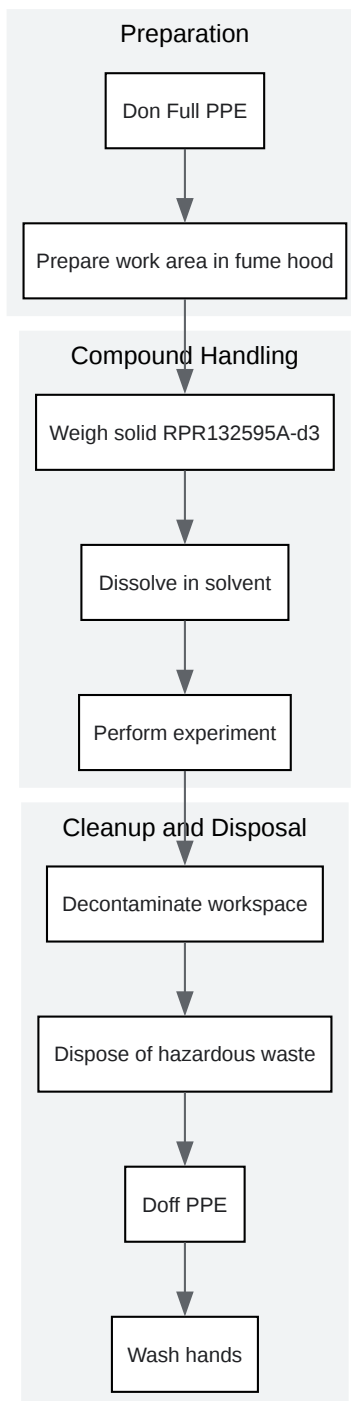 Preparation
Don Full PPE
Prepare work area in fume hood
Compound Handling
Weigh solid RPR132595A-d3
Dissolve in solvent
Perform experiment
Cleanup and Disposal
Decontaminate workspace
Dispose of hazardous waste
Doff PPE
Wash hands